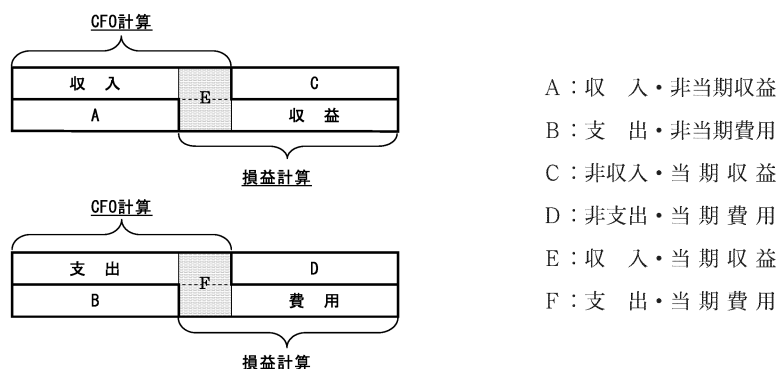 CFO計算
収 入
E
C
A
収 益
損益計算
CFO計算
支 出
F
D
B
費 用
損益計算
A：収 入・非当期収益
B：支 出・非当期費用
C：非収入・当 期 収 益
D：非支出・当 期 費 用
E：収 入・当 期 収 益
F：支 出・当 期 費 用